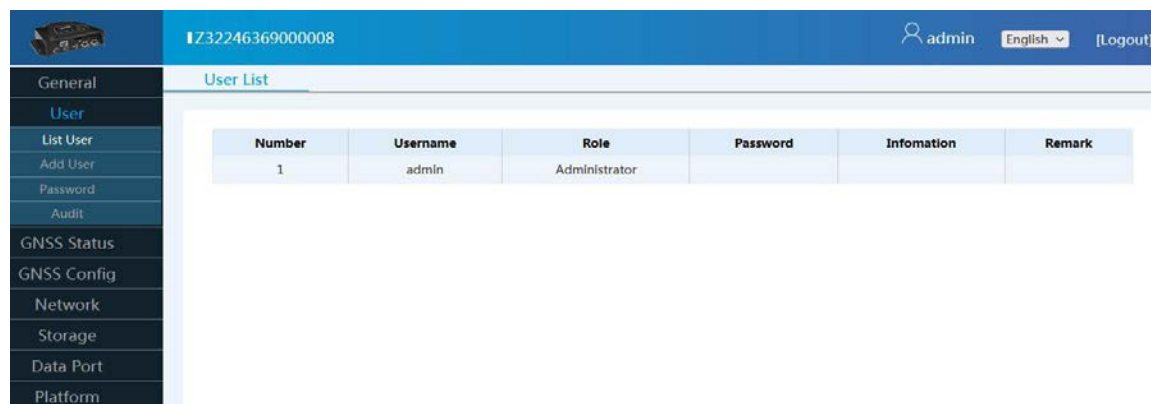 IZ32246369000008
admin English [Logout]
General
User
List User
Add User
Password
Audit
GNSS Status
GNSS Config
Network
Storage
Data Port
Platform
User List
Number Username Role Password Infomation Remark
1 admin Administrator